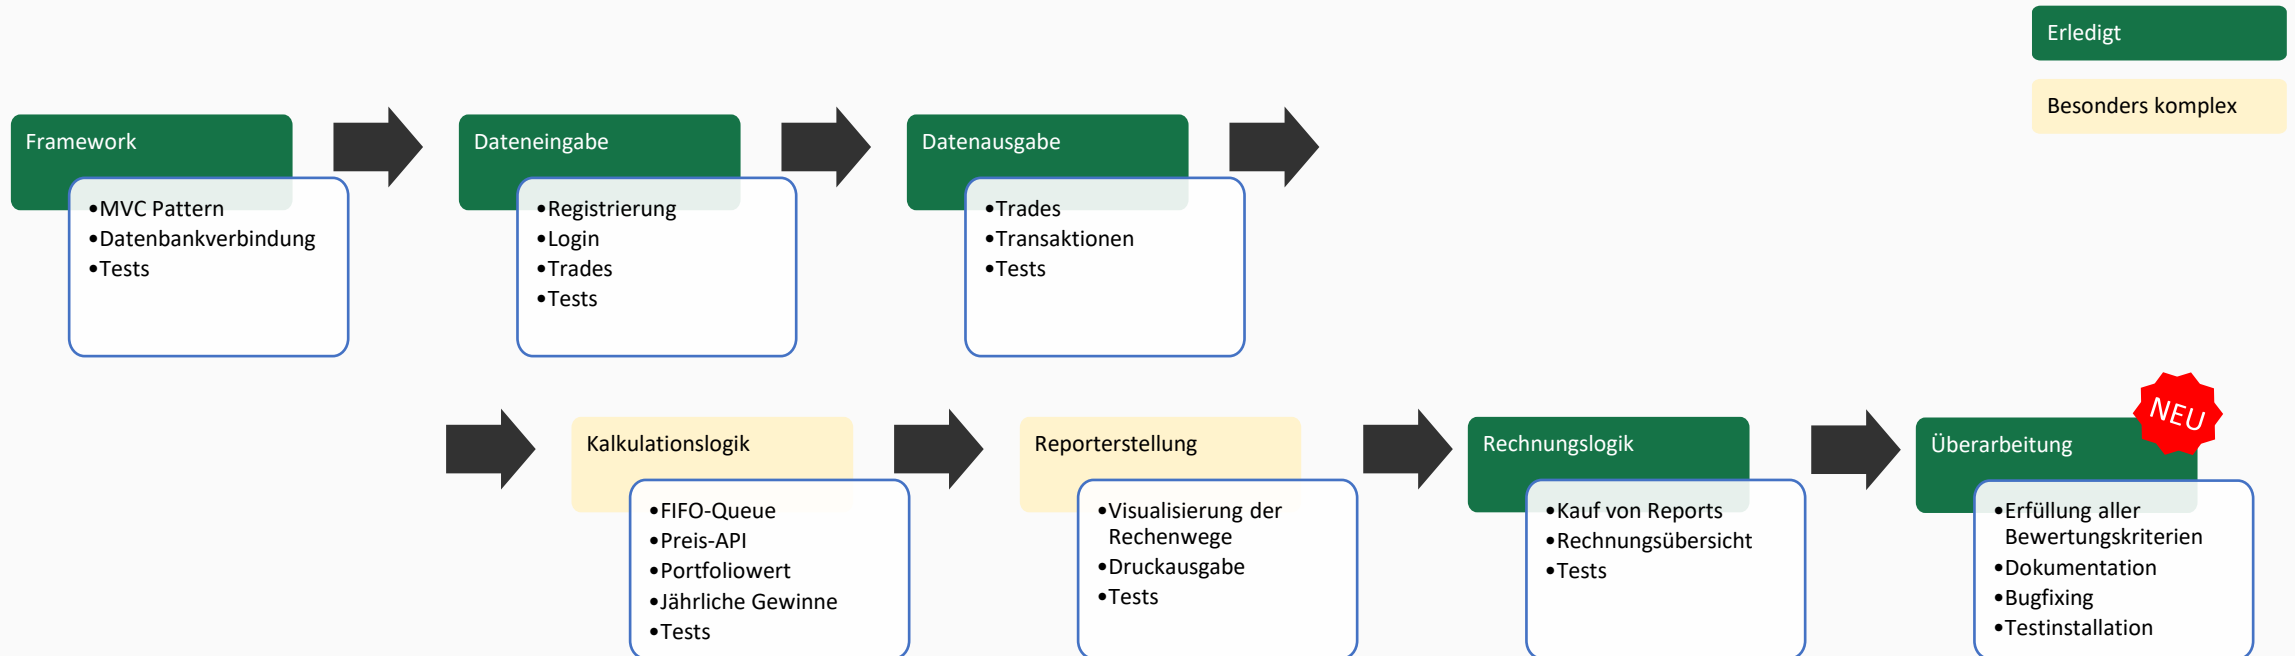 Erledigt
Besonders komplex
Framework
•MVC Pattern
•Datenbankverbindung
•Tests
Dateneingabe
•Registrierung
•Login
•Trades
•Tests
Datenausgabe
•Trades
•Transaktionen
•Tests
Kalkulationslogik
•FIFO-Queue
•Preis-API
•Portfoliowert
•Jährliche Gewinne
•Tests
Reporterstellung
•Visualisierung der
Rechenwege
•Druckausgabe
•Tests
Rechnungslogik
•Kauf von Reports
•Rechnungsübersicht
•Tests
Überarbeitung
NEU
•Erfüllung aller
Bewertungskriterien
•Dokumentation
•Bugfixing
•Testinstallation